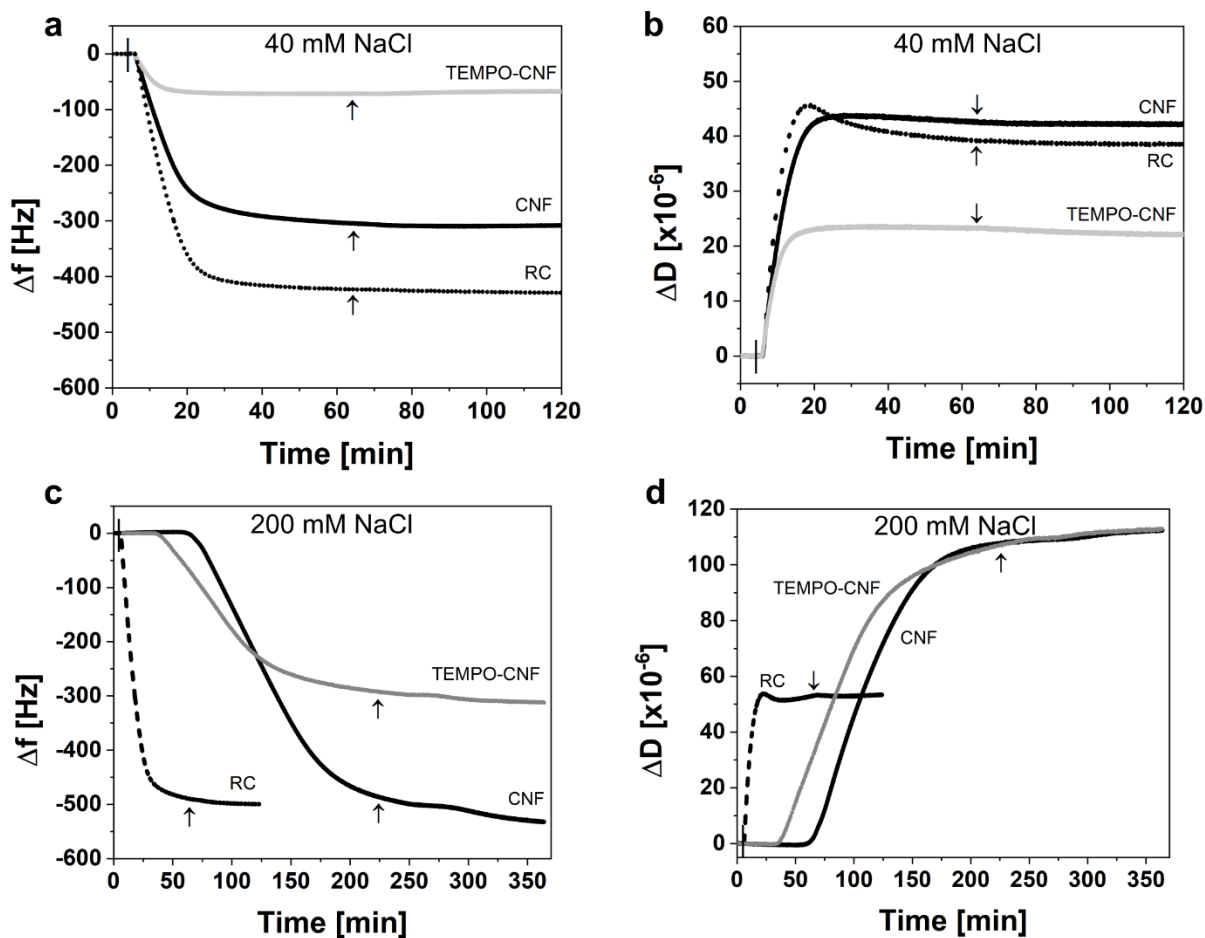 a
40 mM NaCl
0
-100
-200
-300
-400
-500
-600
TEMPO-CNF
CNF
RC
↑
↑
↑
0 20 40 60 80 100 120
Δf [Hz]
Time [min]
b
40 mM NaCl
60
50
40
30
20
10
0
CNF
RC
TEMPO-CNF
↓
↑
↓
0 20 40 60 80 100 120
ΔD [x10⁻⁶]
Time [min]
c
200 mM NaCl
0
-100
-200
-300
-400
-500
-600
TEMPO-CNF
RC
CNF
↑
↑
↑
0 50 100 150 200 250 300 350
Δf [Hz]
Time [min]
d
200 mM NaCl
120
100
80
60
40
20
0
TEMPO-CNF
CNF
RC
↓
↑
0 50 100 150 200 250 300 350
ΔD [x10⁻⁶]
Time [min]